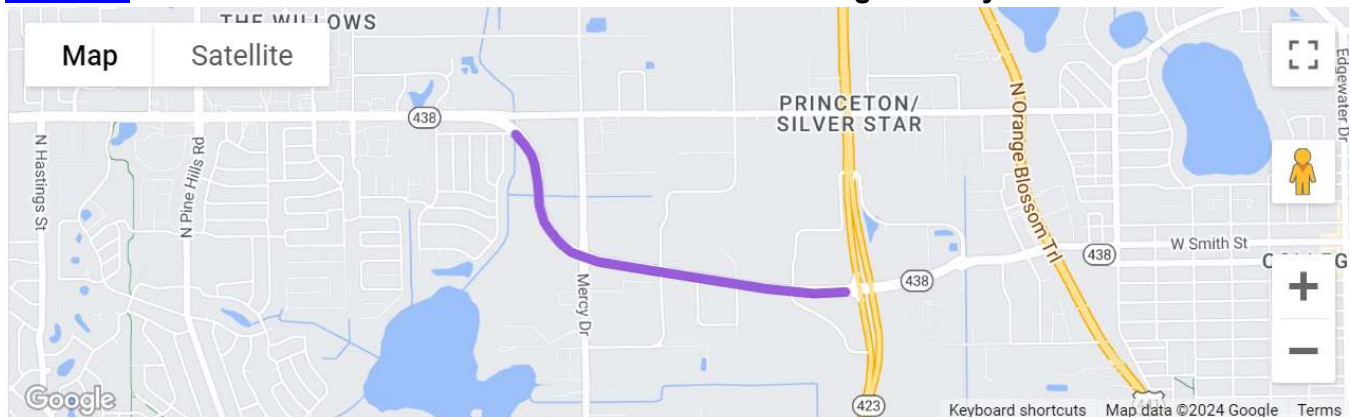 THE WILLOWS
Map
Satellite
438
PRINCETON/
SILVER STAR
N Orange Blossom Trl
Edgewater Dr
N Hastings St
N Pine Hills Rd
Mercy Dr
438
438
W Smith St
423
441
Google
Keyboard shortcuts
Map data ©2024 Google
Terms